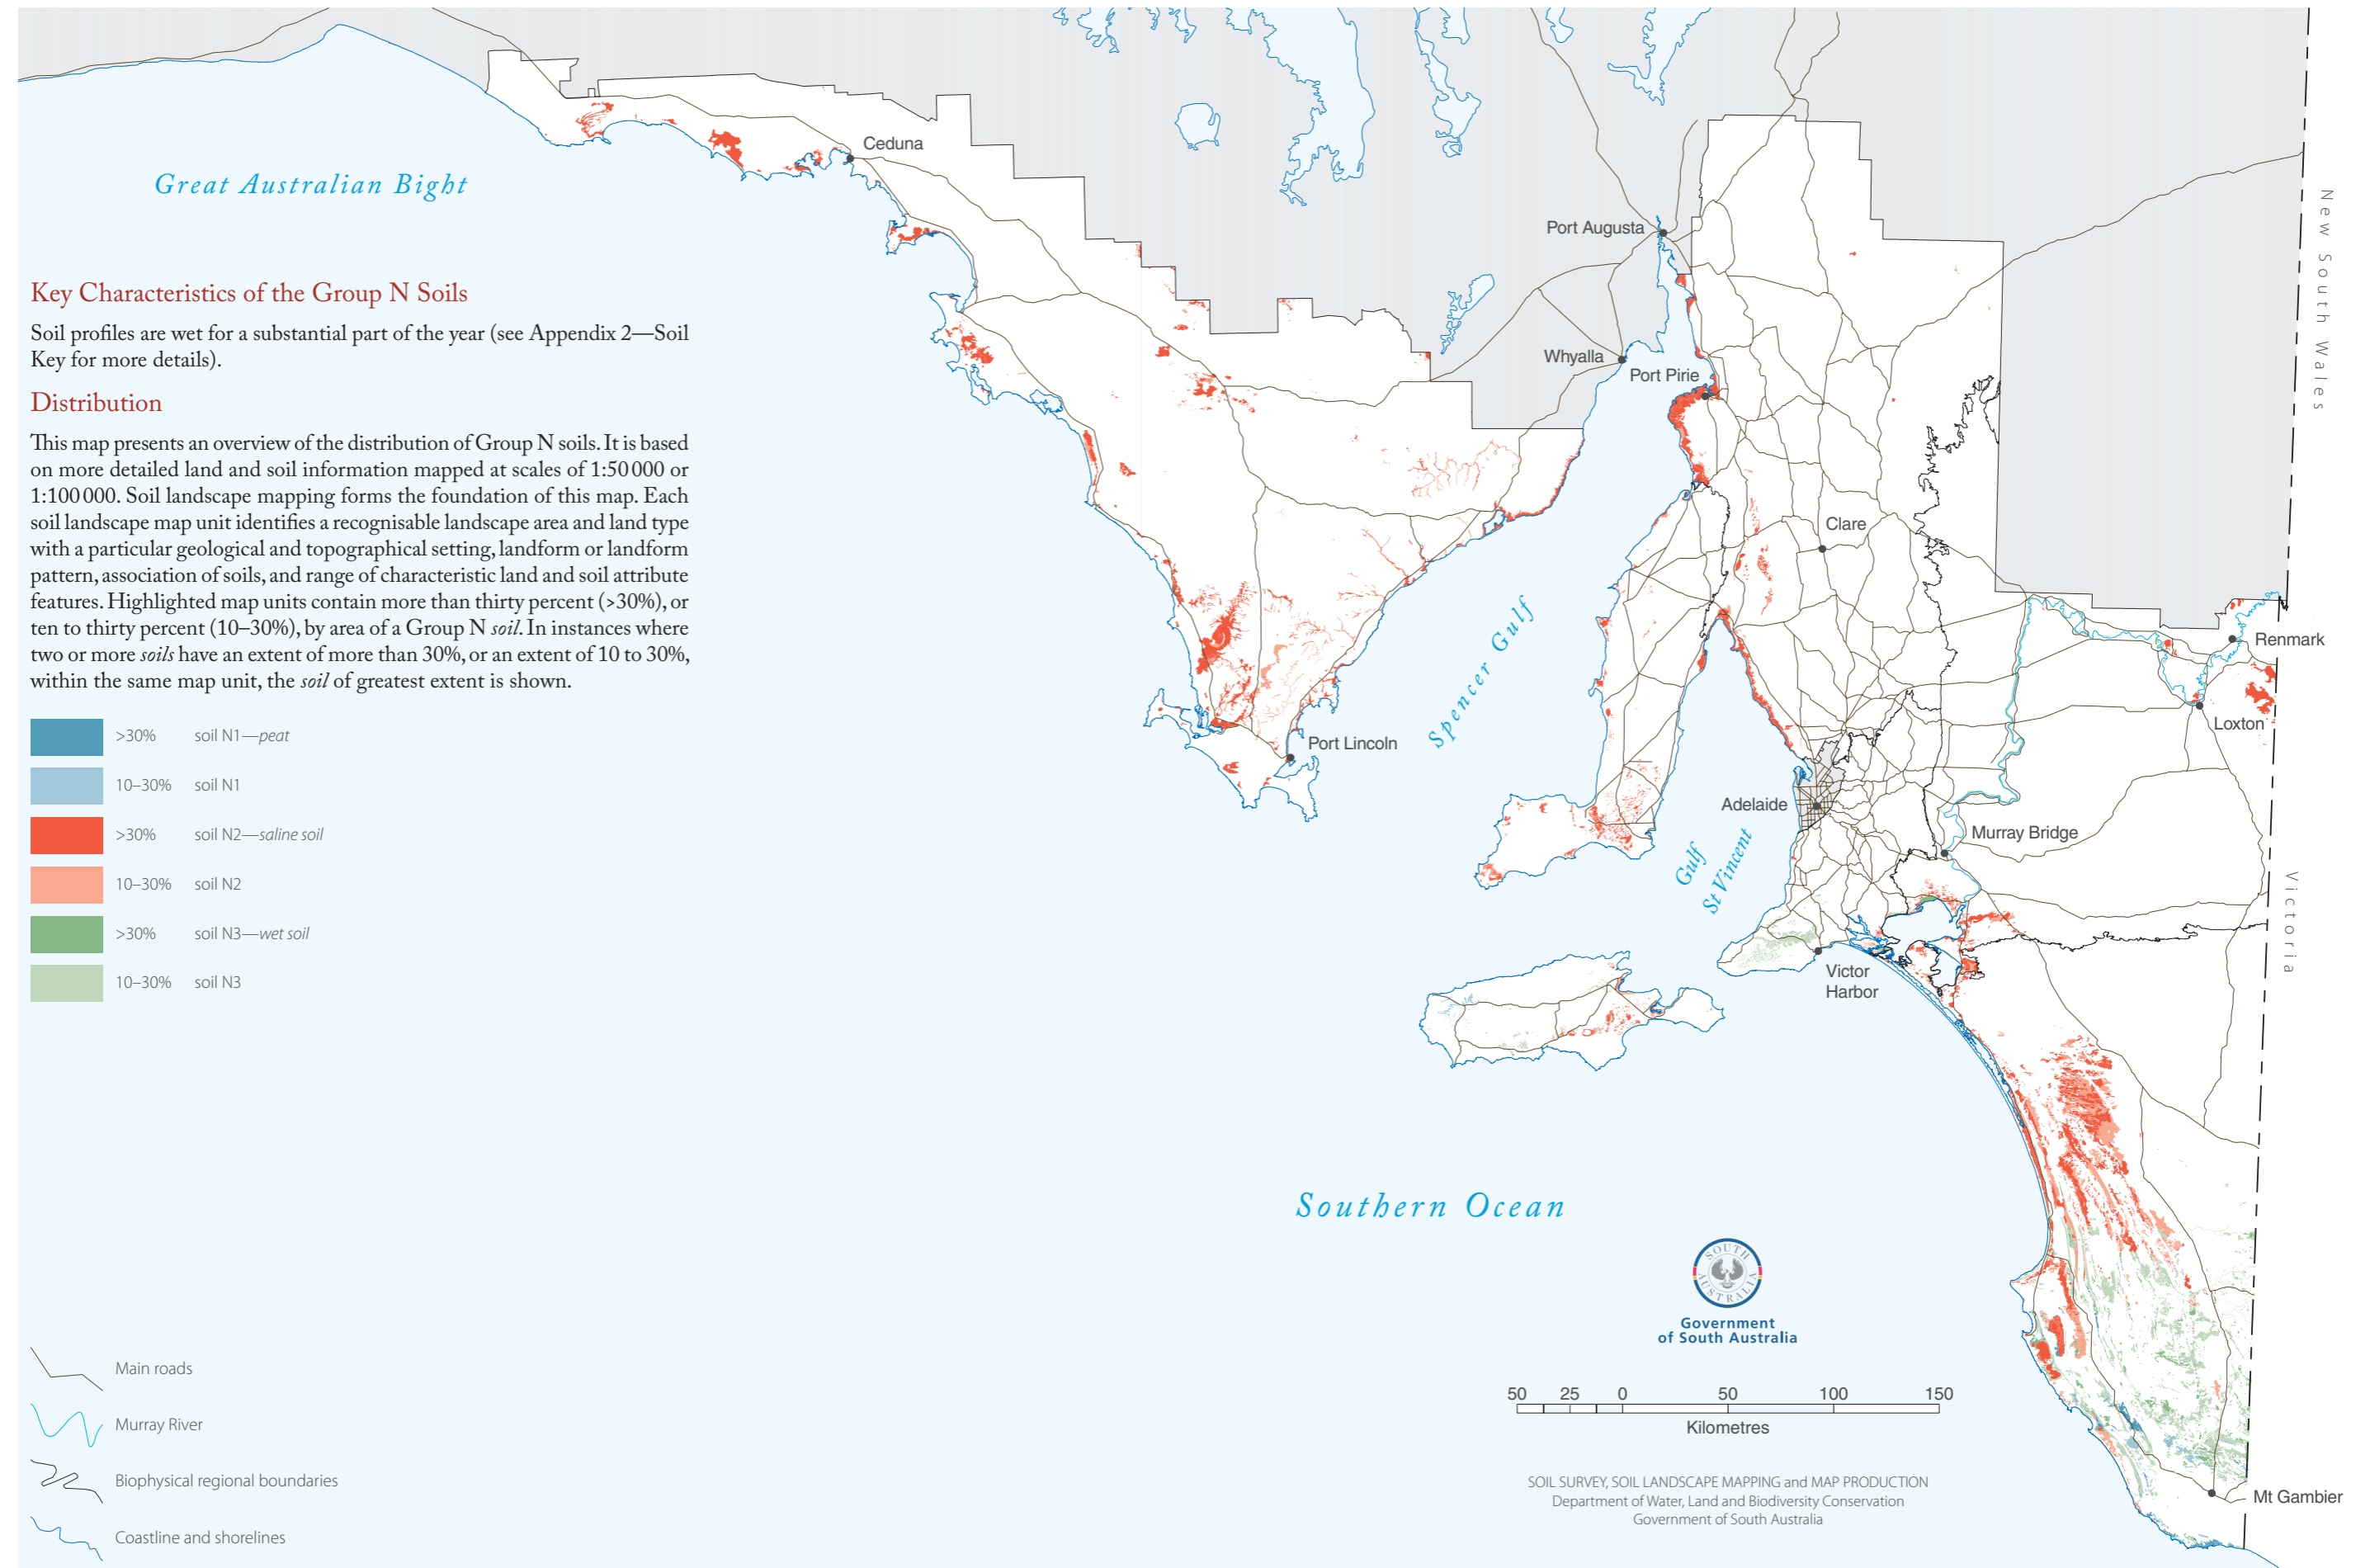 Great Australian Bight
Key Characteristics of the Group N Soils
Soil profiles are wet for a substantial part of the year (see Appendix 2—Soil
Key for more details).
Distribution
This map presents an overview of the distribution of Group N soils. It is based
on more detailed land and soil information mapped at scales of 1:50 000 or
1:100 000. Soil landscape mapping forms the foundation of this map. Each
soil landscape map unit identifies a recognisable landscape area and land type
with a particular geological and topographical setting, landform or landform
pattern, association of soils, and range of characteristic land and soil attribute
features. Highlighted map units contain more than thirty percent (>30%), or
ten to thirty percent (10–30%), by area of a Group N soil. In instances where
two or more soils have an extent of more than 30%, or an extent of 10 to 30%,
within the same map unit, the soil of greatest extent is shown.
>30% soil N1—peat
10–30% soil N1
>30% soil N2—saline soil
10–30% soil N2
>30% soil N3—wet soil
10–30% soil N3
Main roads
Murray River
Biophysical regional boundaries
Coastline and shorelines
Ceduna
Port Augusta
Whyalla
Port Pirie
Clare
Spencer Gulf
Port Lincoln
Renmark
Loxton
Adelaide
Murray Bridge
Gulf
St Vincent
Victor
Harbor
New South Wales
Victoria
Southern Ocean
SOUTH
AUSTRALIA
Government
of South Australia
50 25 0 50 100 150
Kilometres
SOIL SURVEY, SOIL LANDSCAPE MAPPING and MAP PRODUCTION
Department of Water, Land and Biodiversity Conservation
Government of South Australia
Mt Gambier